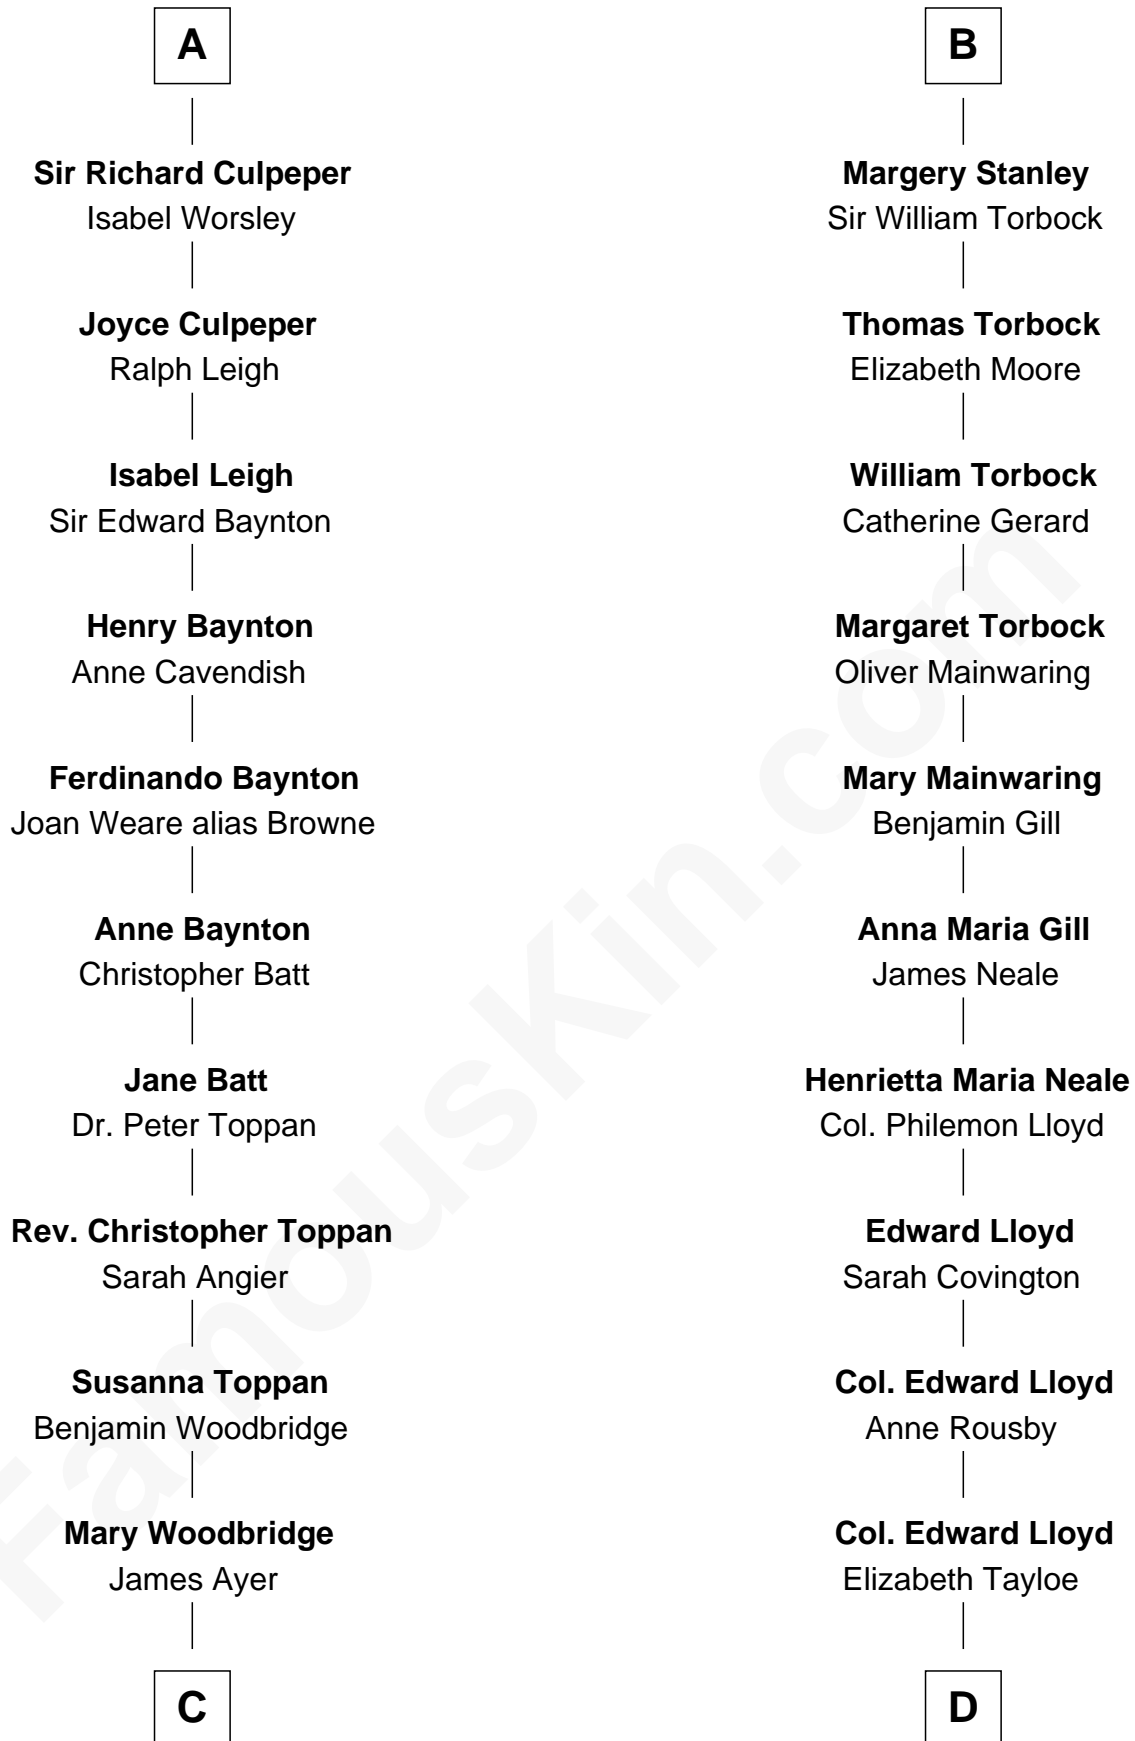 A
Sir Richard Culpeper
Isabel Worsley
Joyce Culpeper
Ralph Leigh
Isabel Leigh
Sir Edward Baynton
Henry Baynton
Anne Cavendish
Ferdinando Baynton
Joan Weare alias Browne
Anne Baynton
Christopher Batt
Jane Batt
Dr. Peter Toppan
Rev. Christopher Toppan
Sarah Angier
Susanna Toppan
Benjamin Woodbridge
Mary Woodbridge
James Ayer
C
B
Margery Stanley
Sir William Torbock
Thomas Torbock
Elizabeth Moore
William Torbock
Catherine Gerard
Margaret Torbock
Oliver Mainwaring
Mary Mainwaring
Benjamin Gill
Anna Maria Gill
James Neale
Henrietta Maria Neale
Col. Philemon Lloyd
Edward Lloyd
Sarah Covington
Col. Edward Lloyd
Anne Rousby
Col. Edward Lloyd
Elizabeth Tayloe
D
FamousKin.com